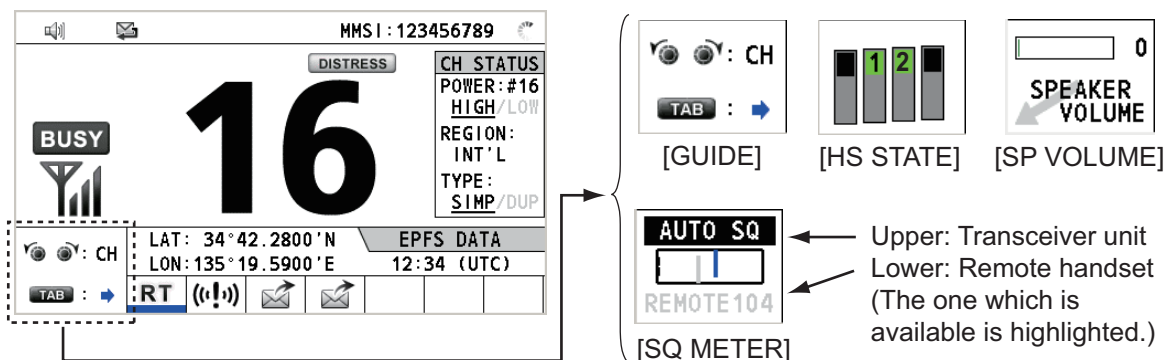 MMSI:123456789
DISTRESS
16
BUSY
CH STATUS
POWER:#16
HIGH/LOW
REGION:
INT'L
TYPE:
SIMP/DUP
: CH
TAB :
LAT: 34°42.2800'N
LON:135°19.5900'E
EPFS DATA
12:34 (UTC)
RT
: CH
TAB :
[GUIDE]
1 2
[HS STATE]
0
SPEAKER
VOLUME
[SP VOLUME]
AUTO SQ
REMOTE104
[SQ METER]
Upper: Transceiver unit
Lower: Remote handset
(The one which is
available is highlighted.)